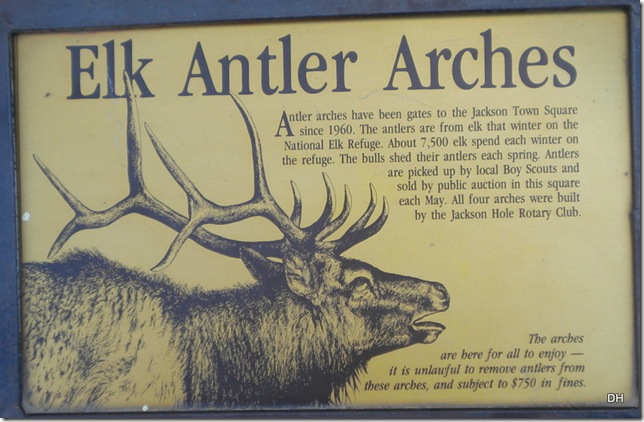 Elk Antler Arches
Antler arches have been gates to the Jackson Town Square
since 1960. The antlers are from elk that winter on the
National Elk Refuge. About 7,500 elk spend each winter on
the refuge. The bulls shed their antlers each spring. Antlers
are picked up by local Boy Scouts and
sold by public auction in this square
each May. All four arches were built
by the Jackson Hole Rotary Club.
The arches
are here for all to enjoy —
it is unlawful to remove antlers from
these arches, and subject to $750 in fines.
DH